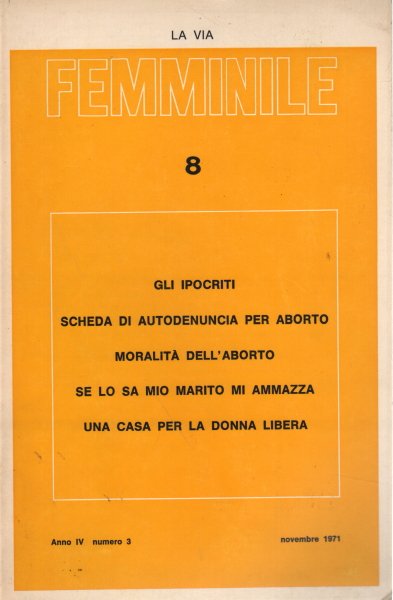 LA VIA
FEMMINILE
8
GLI IPOCRITI
SCHEDA DI AUTODENUNCIA PER ABORTO
MORALITÀ DELL'ABORTO
SE LO SA MIO MARITO MI AMMAZZA
UNA CASA PER LA DONNA LIBERA
Anno IV numero 3 novembre 1971